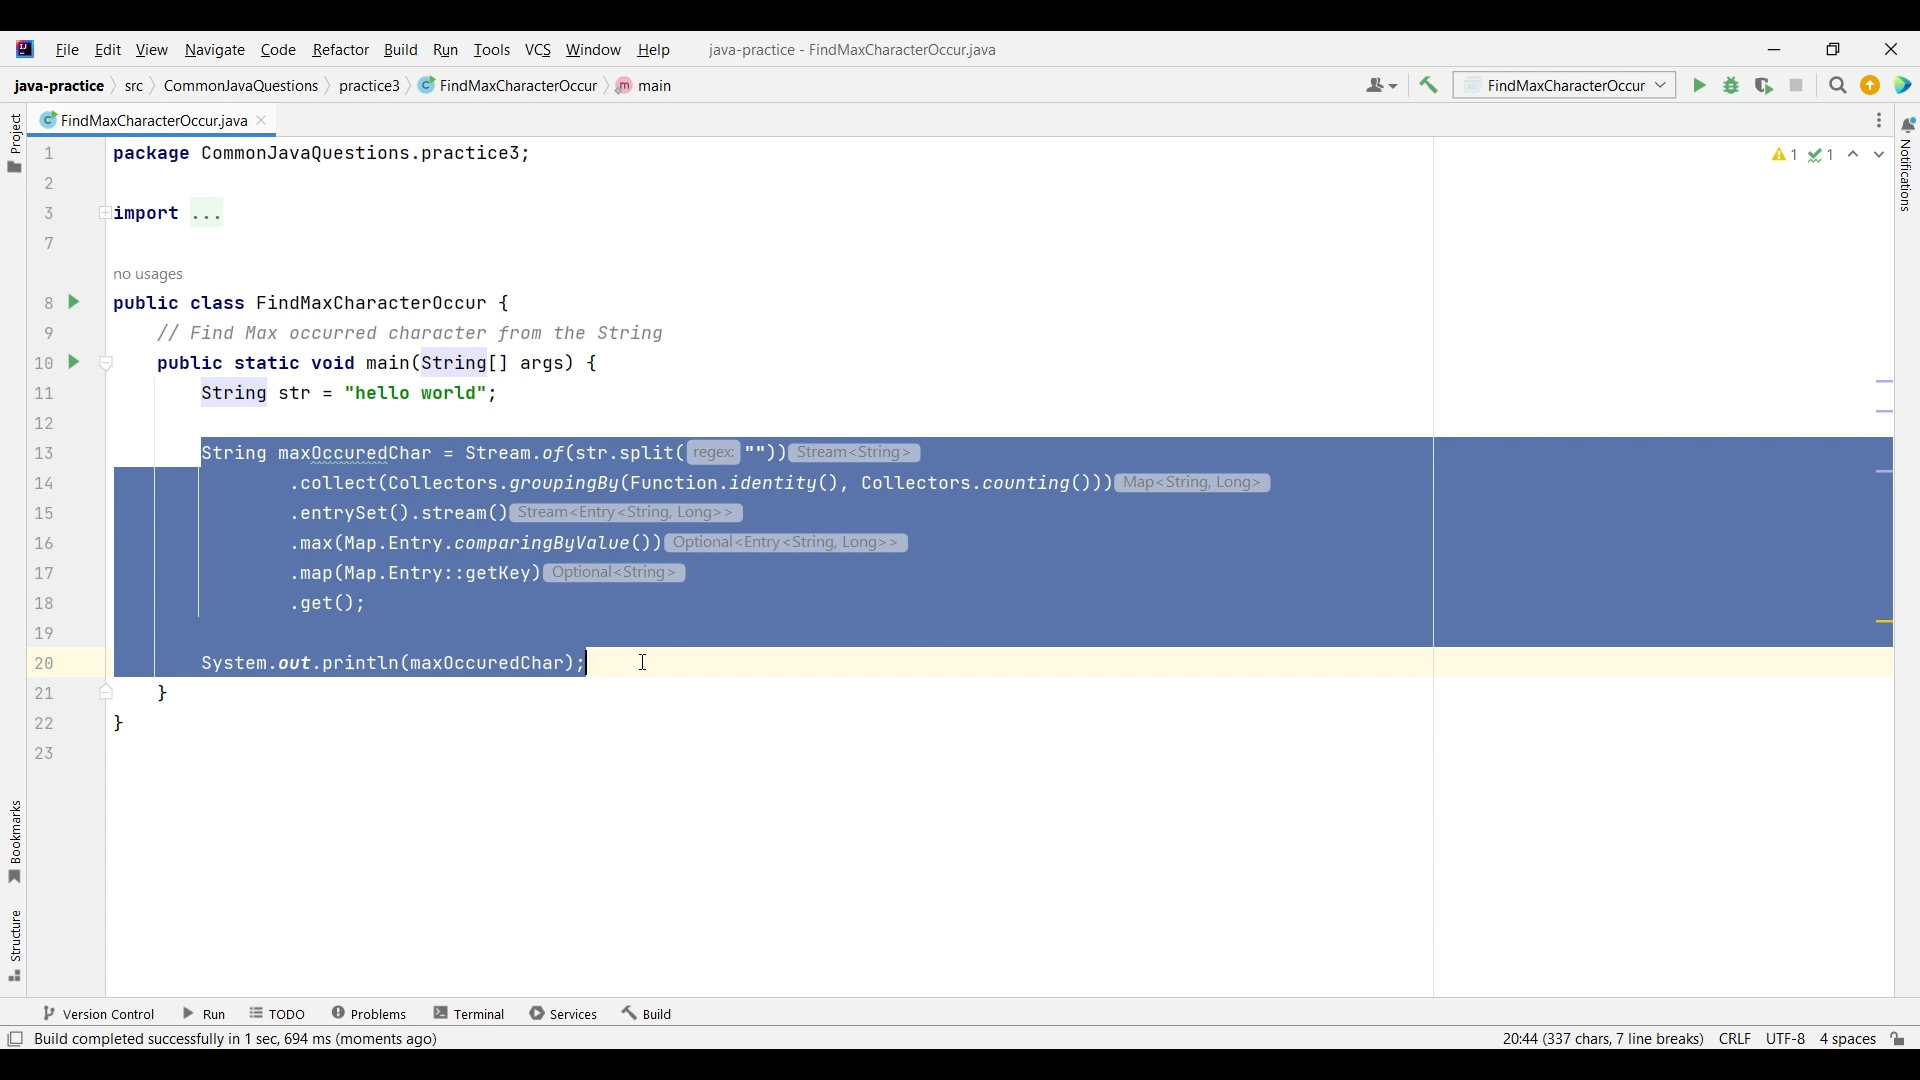 File Edit View Navigate Code Refactor Build Run Tools VCS Window Help java-practice - FindMaxCharacterOccur.java
java-practice src CommonJavaQuestions practice3 FindMaxCharacterOccur main FindMaxCharacterOccur
FindMaxCharacterOccur.java
Project
Notifications
1 package CommonJavaQuestions.practice3;
1 1
2
3 import ...
7
no usages
8 public class FindMaxCharacterOccur {
9 // Find Max occurred character from the String
10 public static void main(String[] args) {
11 String str = "hello world";
12
13 String maxOccuredChar = Stream.of(str.split( regex: "")) Stream<String>
14 .collect(Collectors.groupingBy(Function.identity(), Collectors.counting())) Map<String, Long>
15 .entrySet().stream() Stream<Entry<String, Long>>
16 .max(Map.Entry.comparingByValue()) Optional<Entry<String, Long>>
17 .map(Map.Entry::getKey) Optional<String>
18 .get();
19
20 System.out.println(maxOccuredChar);
21 }
22 }
23
Bookmarks
Structure
Version Control Run TODO Problems Terminal Services Build
Build completed successfully in 1 sec, 694 ms (moments ago) 20:44 (337 chars, 7 line breaks) CRLF UTF-8 4 spaces